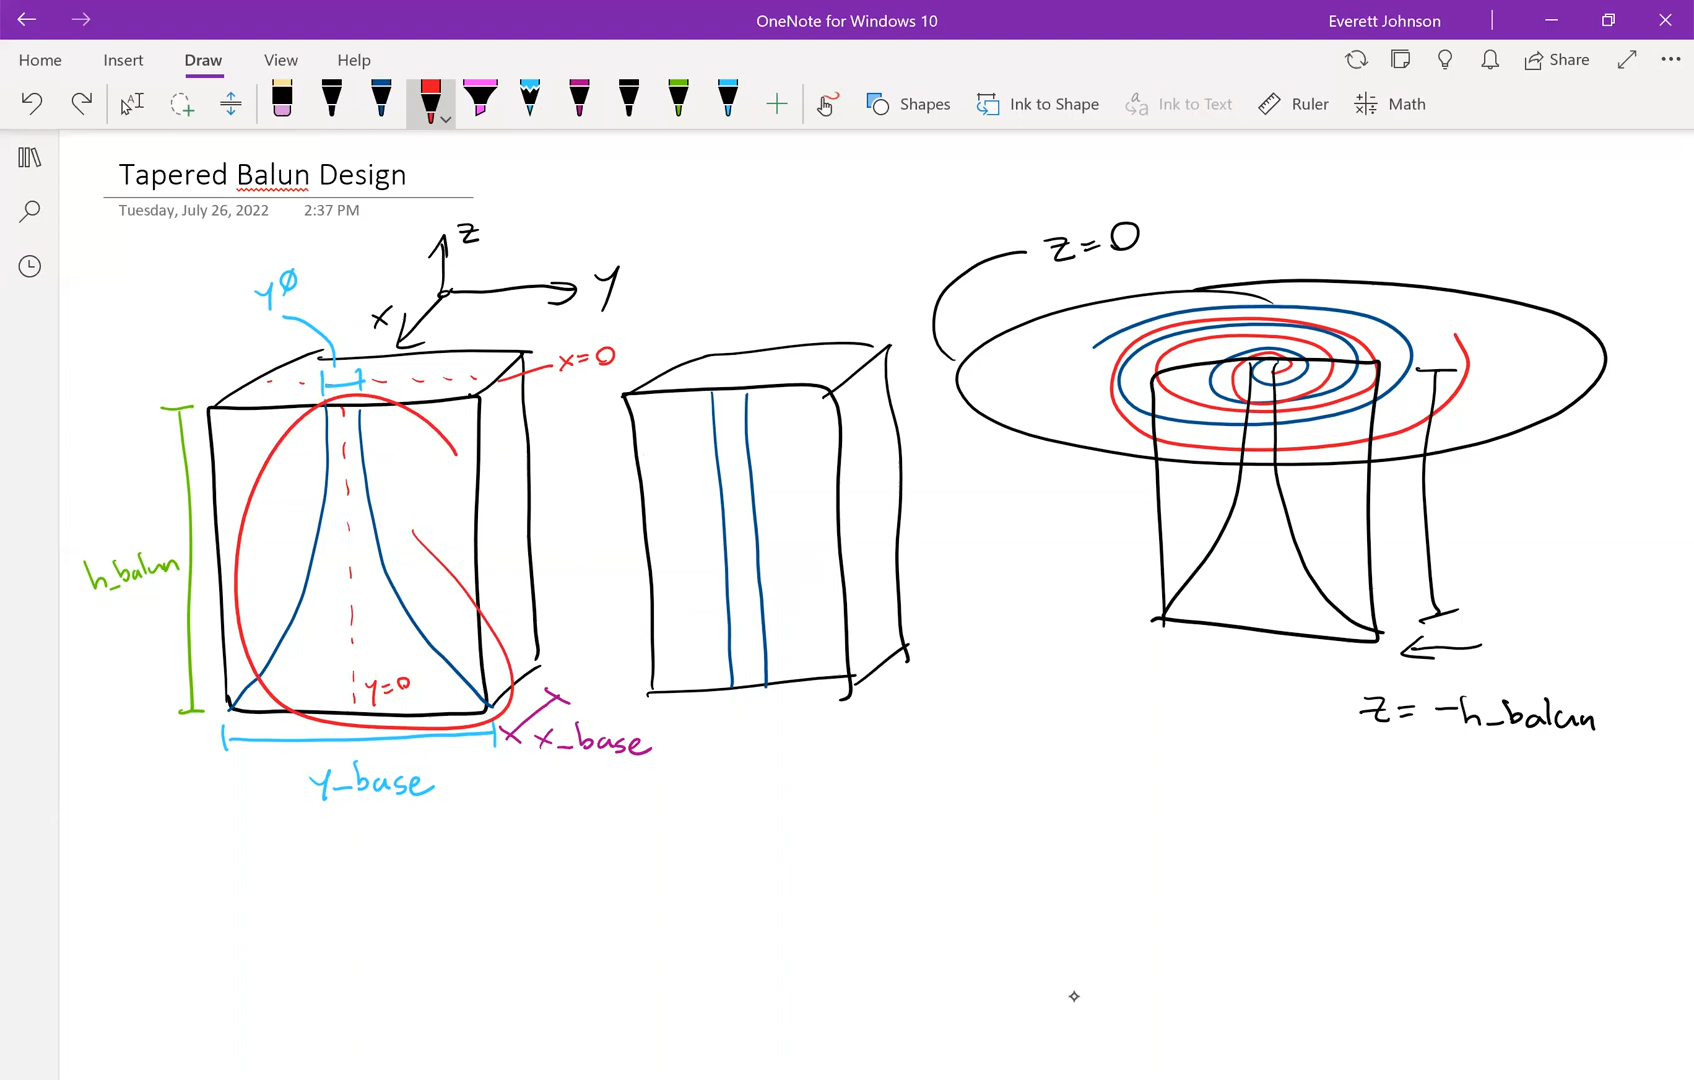 OneNote for Windows 10
Everett Johnson
Home Insert Draw View Help
Share
Shapes Ink to Shape Ink to Text Ruler Math
Tapered Balun Design
Tuesday, July 26, 2022 2:37 PM
z
y
x
yø
x=0
h_balun
y=0
x_base
y_base
z=0
z= -h_balun